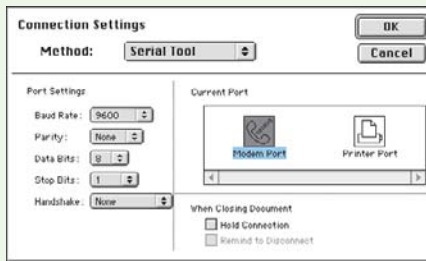 Connection Settings
OK
Method: Serial Tool
Cancel
Port Settings
Current Port
Baud Rate: 9600
Parity: None
Data Bits: 8
Stop Bits: 1
Handshake: None
Modem Port
Printer Port
When Closing Document
Hold Connection
Remind to Disconnect